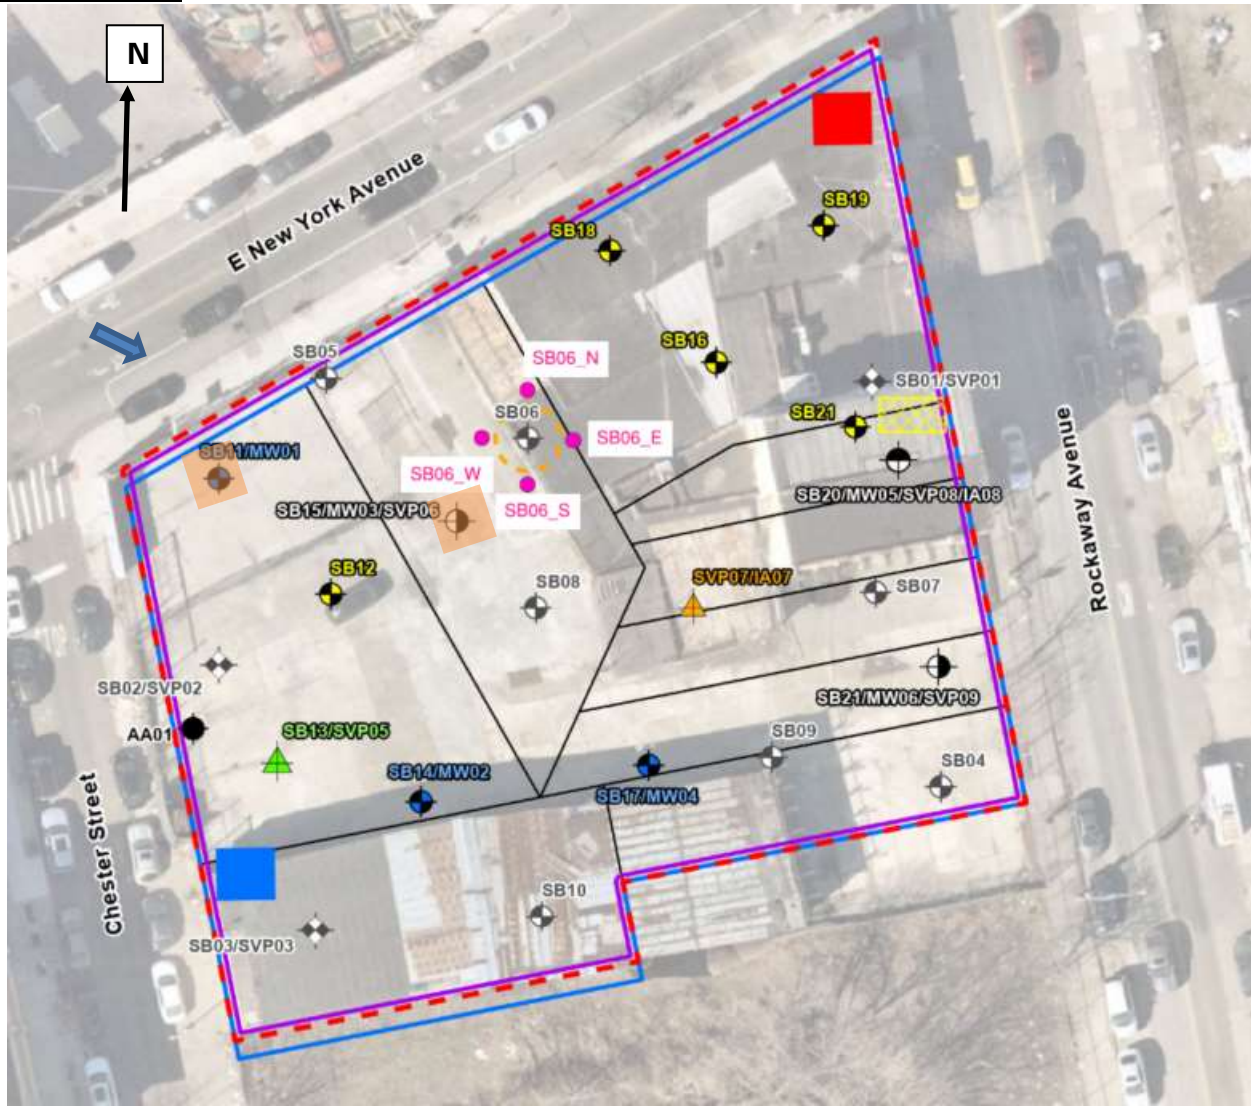 N
E New York Avenue
SB19
SB18
SB16
SB05
SB06_N
SB01/SVP01
SB06
SB21
SB06_E
SB11/MW01
SB06_W
SB20/MW05/SVP08/IA08
SB15/MW03/SVP06
SB06_S
Rockaway Avenue
SB12
SB08
SVP07/IA07
SB07
SB02/SVP02
SB21/MW06/SVP09
AA01
SB13/SVP05
SB09
SB04
SB14/MW02
SB17/MW04
Chester Street
SB10
SB03/SVP03